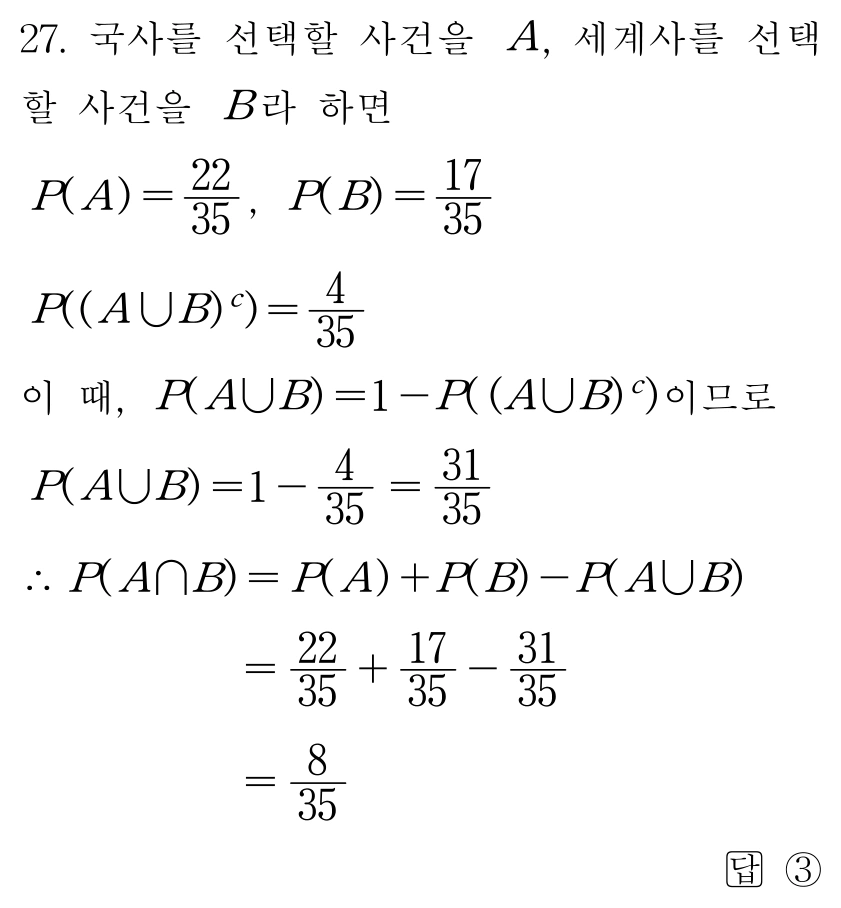 27. 국사를 선택할 사건을 A, 세계사를 선택
할 사건을 B라 하면
P(A)=22/35, P(B)=17/35
P((A∪B)ᶜ)=4/35
이 때, P(A∪B)=1-P((A∪B)ᶜ)이므로
P(A∪B)=1-4/35=31/35
∴ P(A∩B)=P(A)+P(B)-P(A∪B)
=22/35+17/35-31/35
=8/35
답 ③